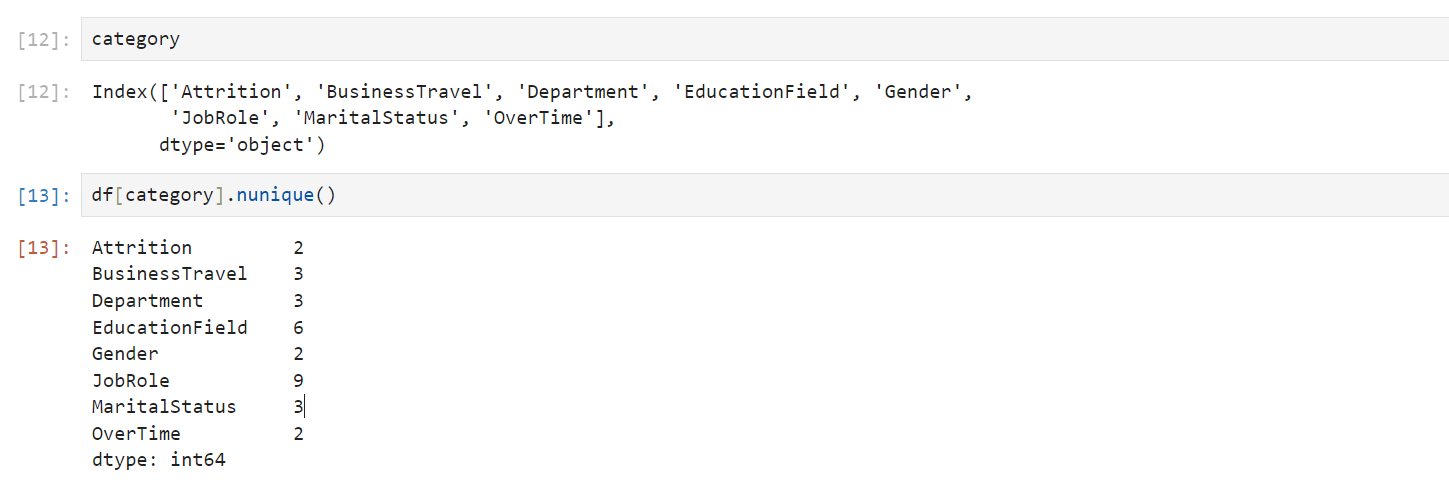 [12]: category
[12]: Index(['Attrition', 'BusinessTravel', 'Department', 'EducationField', 'Gender',
'JobRole', 'MaritalStatus', 'OverTime'],
dtype='object')
[13]: df[category].nunique()
[13]: Attrition 2
BusinessTravel 3
Department 3
EducationField 6
Gender 2
JobRole 9
MaritalStatus 3
OverTime 2
dtype: int64